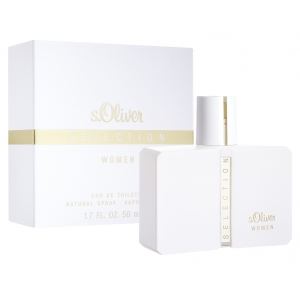 s.Oliver
SELECTION
WOMEN
EAU DE TOILETTE
NATURAL SPRAY
1.7 FL. OZ. 50 ml
SELECTION
s.Oliver
WOMEN